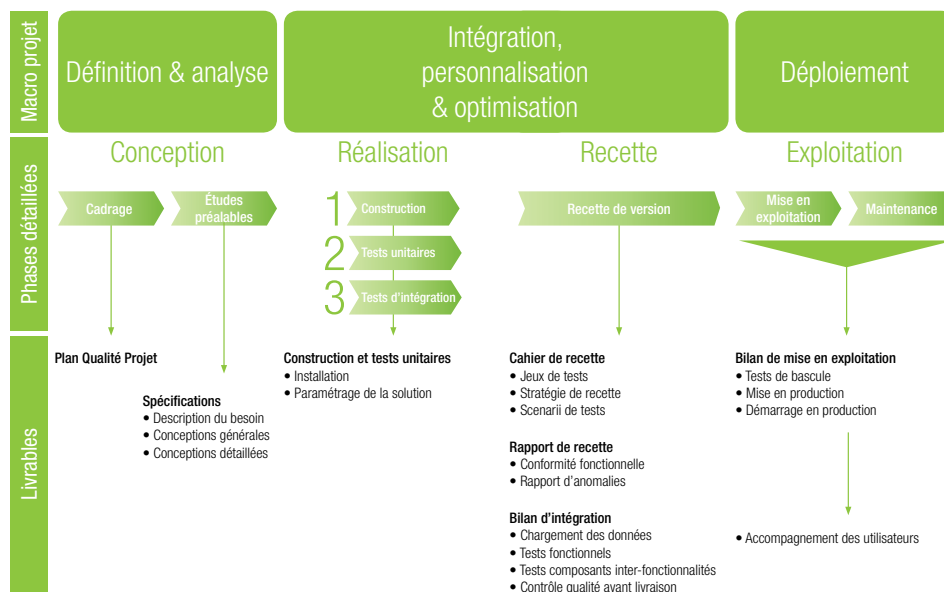 Macro projet
Définition & analyse
Intégration,
personnalisation
& optimisation
Déploiement
Phases détaillées
Conception
Réalisation
Recette
Exploitation
Cadrage
Études
préalables
1 Construction
2 Tests unitaires
3 Tests d'intégration
Recette de version
Mise en
exploitation
Maintenance
Livrables
Plan Qualité Projet
Spécifications
• Description du besoin
• Conceptions générales
• Conceptions détaillées
Construction et tests unitaires
• Installation
• Paramétrage de la solution
Cahier de recette
• Jeux de tests
• Stratégie de recette
• Scenarii de tests
Rapport de recette
• Conformité fonctionnelle
• Rapport d'anomalies
Bilan d'intégration
• Chargement des données
• Tests fonctionnels
• Tests composants inter-fonctionnalités
• Contrôle qualité avant livraison
Bilan de mise en exploitation
• Tests de bascule
• Mise en production
• Démarrage en production
• Accompagnement des utilisateurs